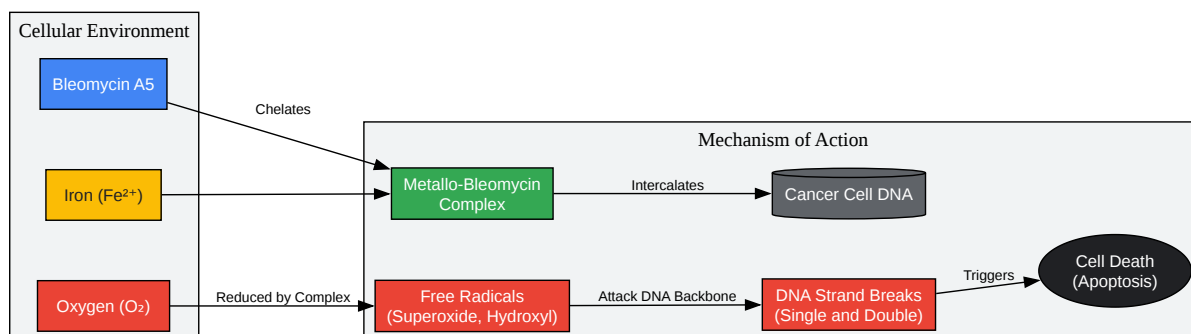 Cellular Environment
Bleomycin A5
Chelates
Mechanism of Action
Iron (Fe²⁺)
Metallo-Bleomycin
Complex
Intercalates
Cancer Cell DNA
Oxygen (O₂)
Reduced by Complex
Free Radicals
(Superoxide, Hydroxyl)
Attack DNA Backbone
DNA Strand Breaks
(Single and Double)
Triggers
Cell Death
(Apoptosis)